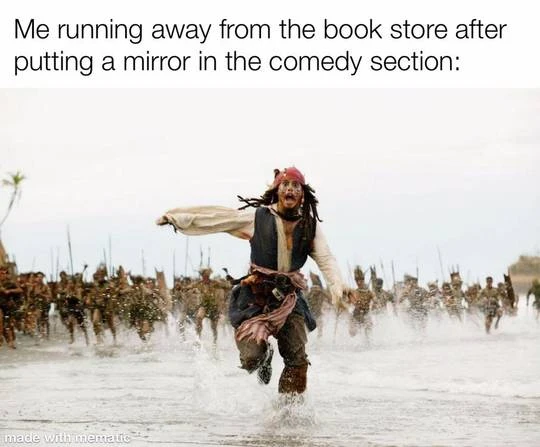 Me running away from the book store after
putting a mirror in the comedy section:
made with mematic